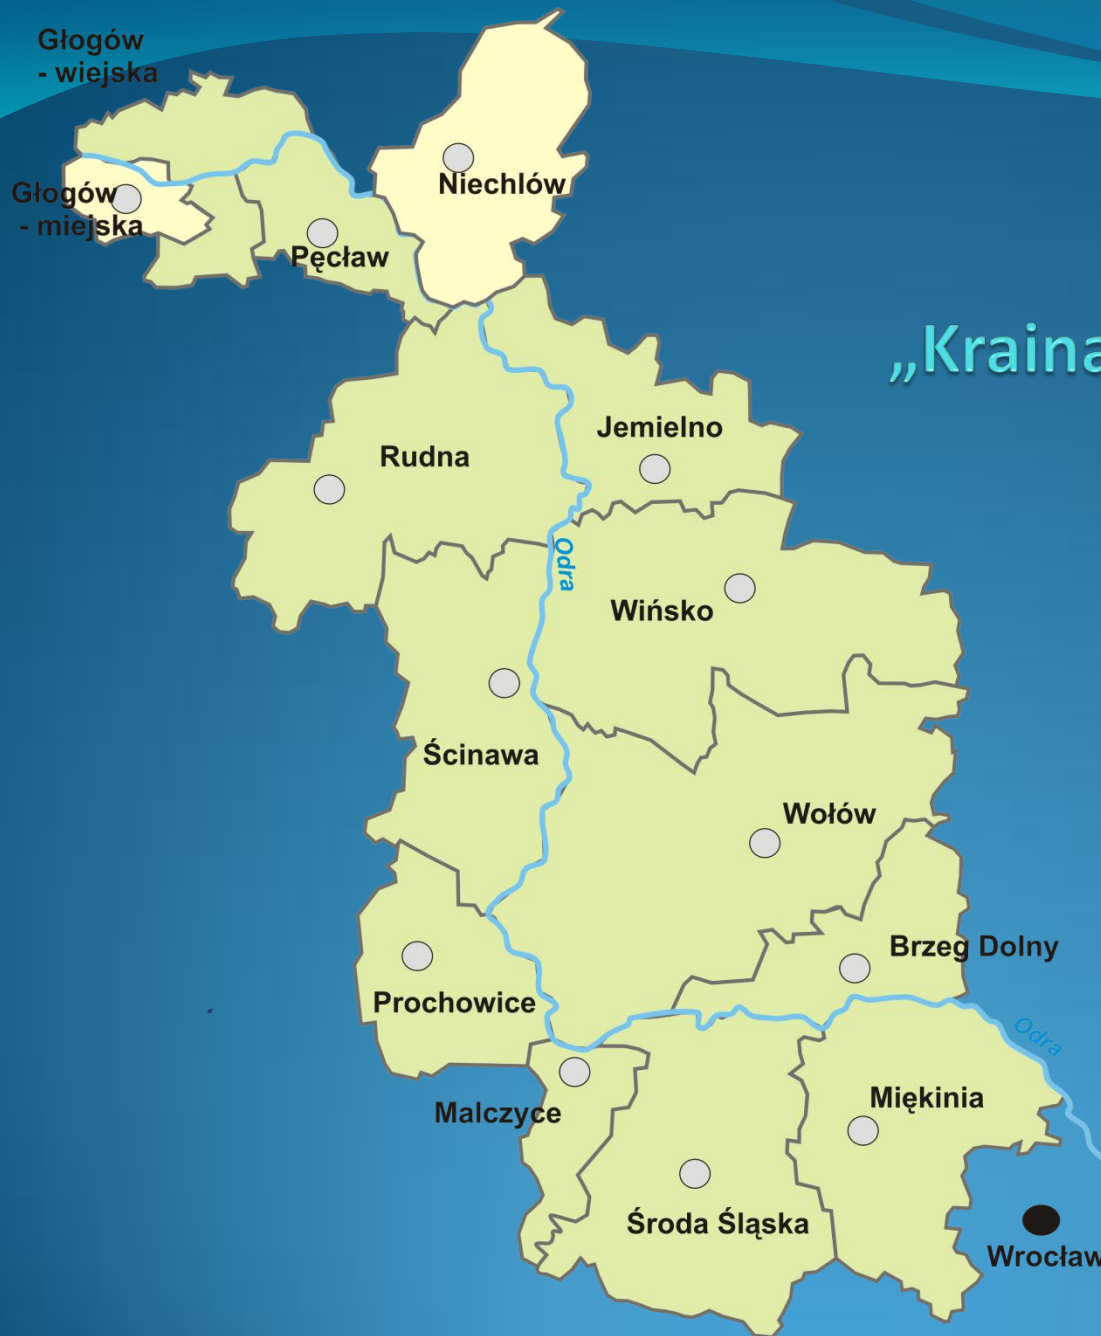 Głogów
- wiejska
Niechlów
Głogów
- miejska
Pęcław
„Kraina
Jemielno
Rudna
Odra
Wińsko
Ścinawa
Wołów
Brzeg Dolny
Prochowice
Odra
Miękinia
Malczyce
Środa Śląska
Wrocław